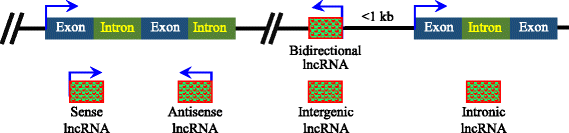 <1 kb
Exon Intron Exon Intron
Exon Intron Exon
Bidirectional
lncRNA
Sense
lncRNA
Antisense
lncRNA
Intergenic
lncRNA
Intronic
lncRNA